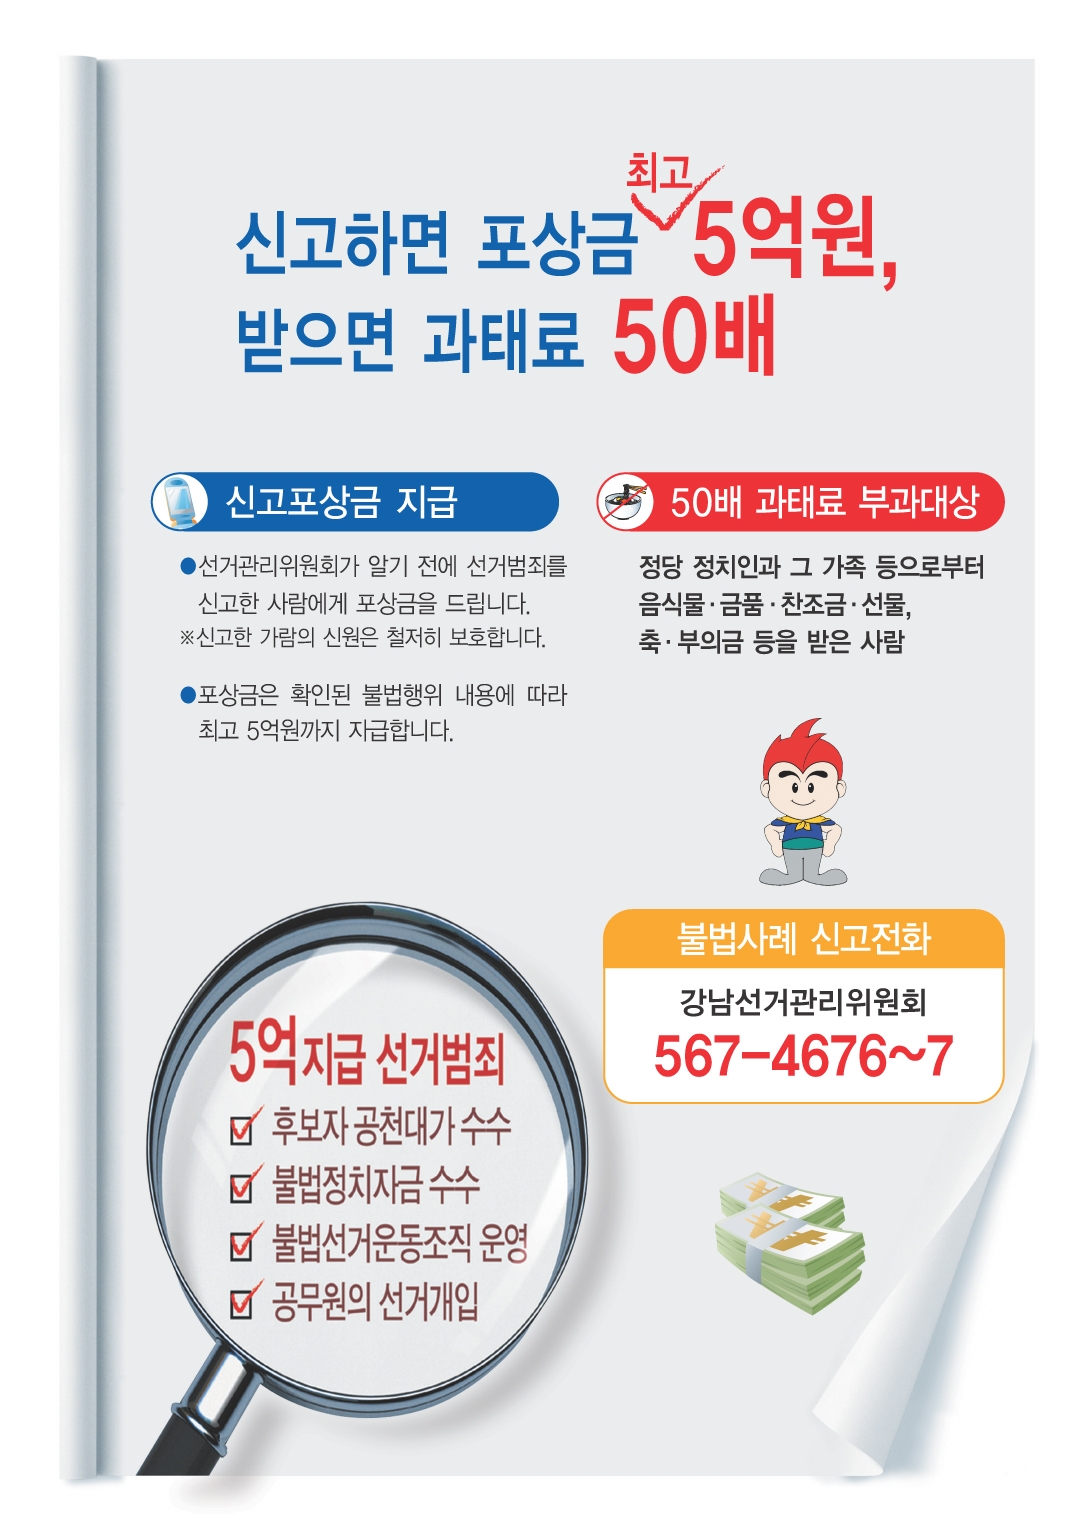 신고하면 포상금 최고 5억원,
받으면 과태료 50배
신고포상금 지급
●선거관리위원회가 알기 전에 선거범죄를
신고한 사람에게 포상금을 드립니다.
※신고한 가람의 신원은 철저히 보호합니다.
●포상금은 확인된 불법행위 내용에 따라
최고 5억원까지 자급합니다.
50배 과태료 부과대상
정당 정치인과 그 가족 등으로부터
음식물·금품·찬조금·선물,
축·부의금 등을 받은 사람
불법사례 신고전화
강남선거관리위원회
567-4676~7
5억지급 선거범죄
후보자 공천대가 수수
불법정치자금 수수
불법선거운동조직 운영
공무원의 선거개입